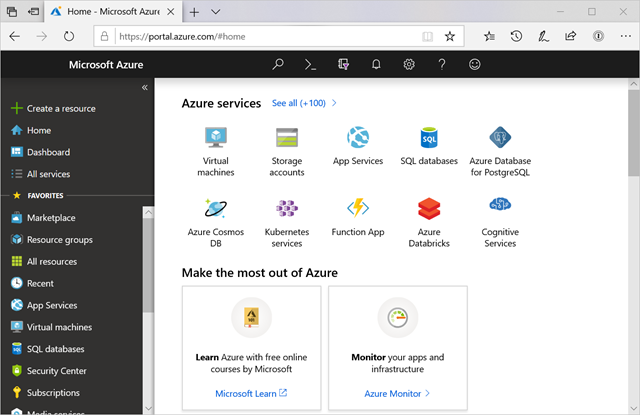 Home - Microsoft Azure
https://portal.azure.com/#home
Microsoft Azure
Create a resource
Home
Dashboard
All services
FAVORITES
Marketplace
Resource groups
All resources
Recent
App Services
Virtual machines
SQL databases
Security Center
Subscriptions
Media services
Azure services
See all (+100)
Virtual machines
Storage accounts
App Services
SQL
SQL databases
Azure Database for PostgreSQL
Azure Cosmos DB
Kubernetes services
Function App
Azure Databricks
Cognitive Services
Make the most out of Azure
101
Learn Azure with free online
courses by Microsoft
Microsoft Learn
Monitor your apps and
infrastructure
Azure Monitor